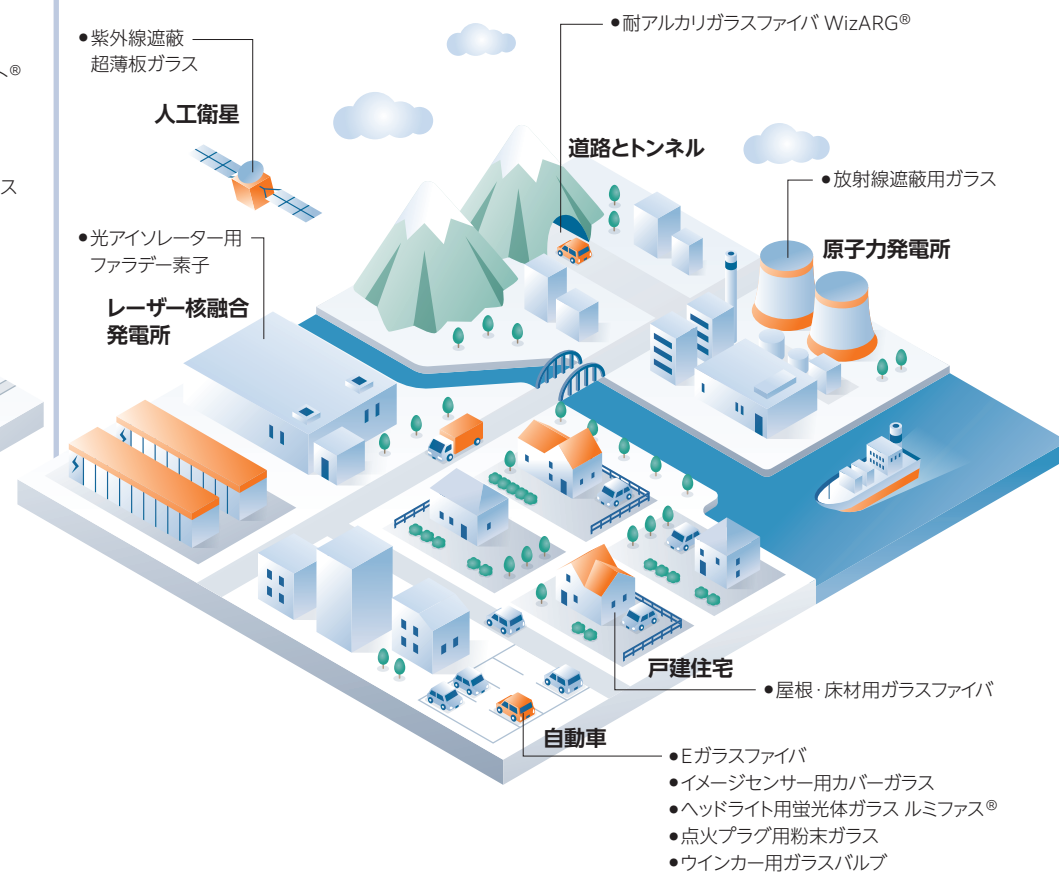 ト®
ス
●紫外線遮蔽
超薄板ガラス
人工衛星
●耐アルカリガラスファイバ WizARG®
道路とトンネル
●放射線遮蔽用ガラス
原子力発電所
●光アイソレーター用
ファラデー素子
レーザー核融合
発電所
戸建住宅
●屋根・床材用ガラスファイバ
自動車
●Eガラスファイバ
●イメージセンサー用カバーガラス
●ヘッドライト用蛍光体ガラス ルミファス®
●点火プラグ用粉末ガラス
●ウインカー用ガラスバルブ